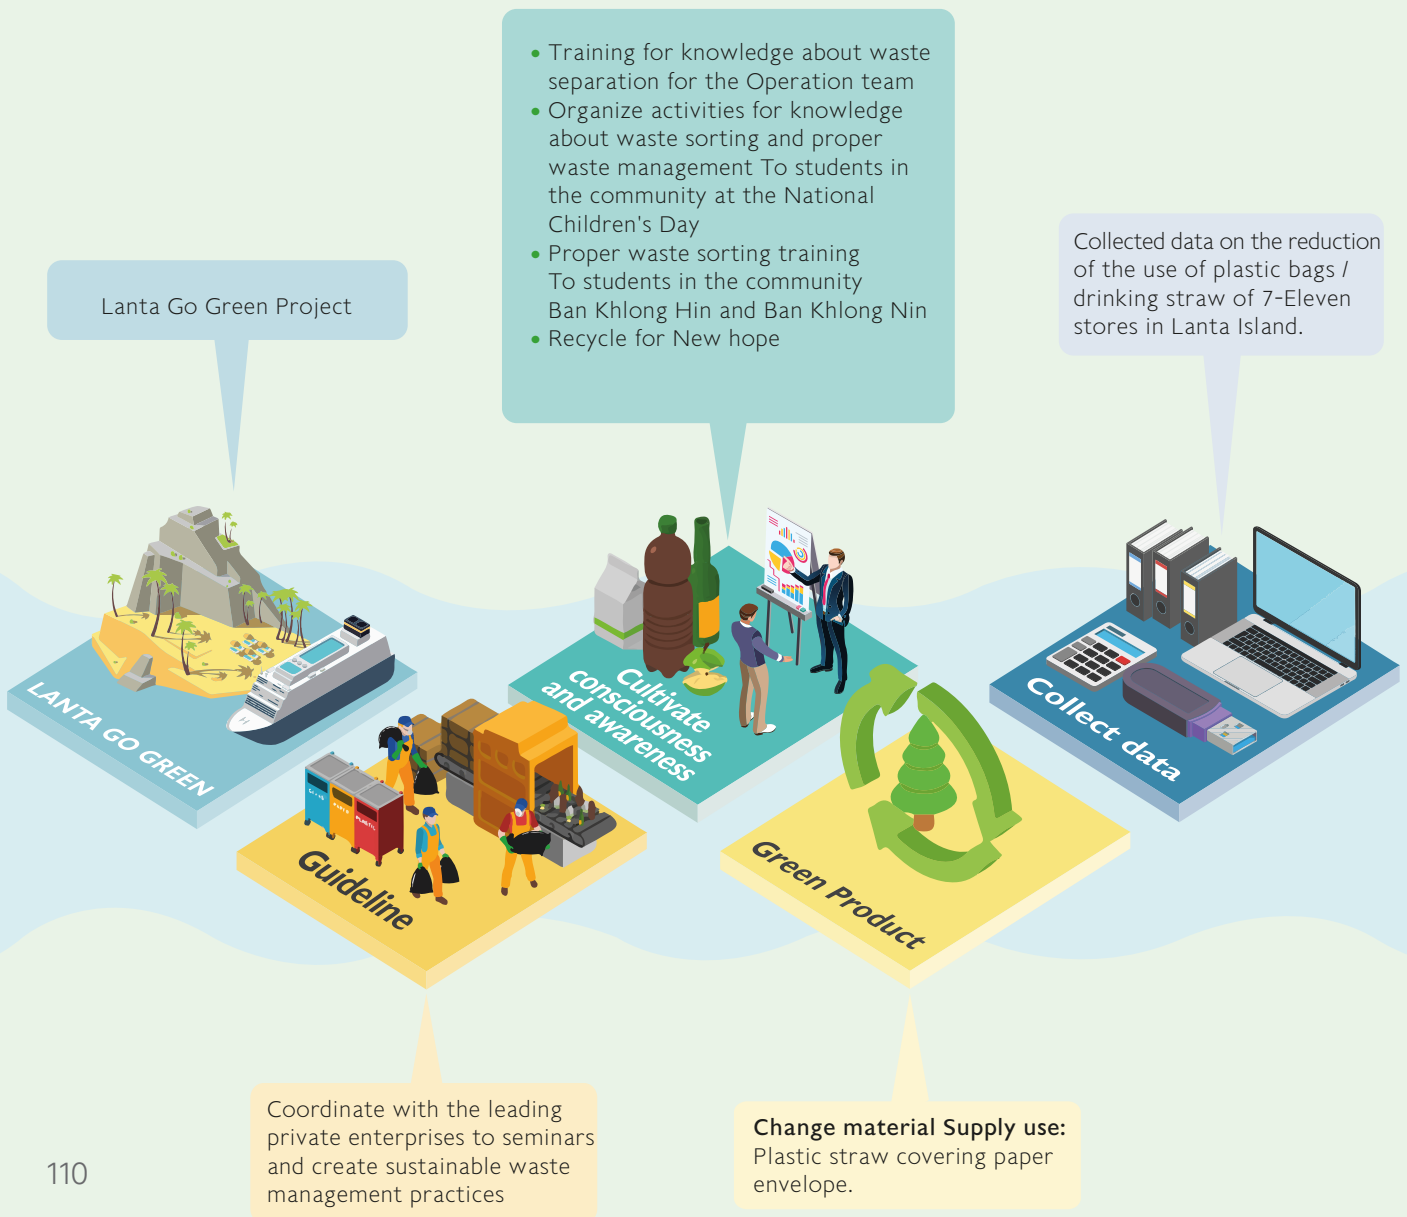 • Training for knowledge about waste
separation for the Operation team
• Organize activities for knowledge
about waste sorting and proper
waste management To students in
the community at the National
Children's Day
• Proper waste sorting training
To students in the community
Ban Khlong Hin and Ban Khlong Nin
• Recycle for New hope
Lanta Go Green Project
Collected data on the reduction
of the use of plastic bags /
drinking straw of 7-Eleven
stores in Lanta Island.
LANTA GO GREEN
H
Guideline
PLASTIC
Cultivate
consciousness
and awareness
Green Product
Collect data
Coordinate with the leading
private enterprises to seminars
and create sustainable waste
management practices
Change material Supply use:
Plastic straw covering paper
envelope.
110